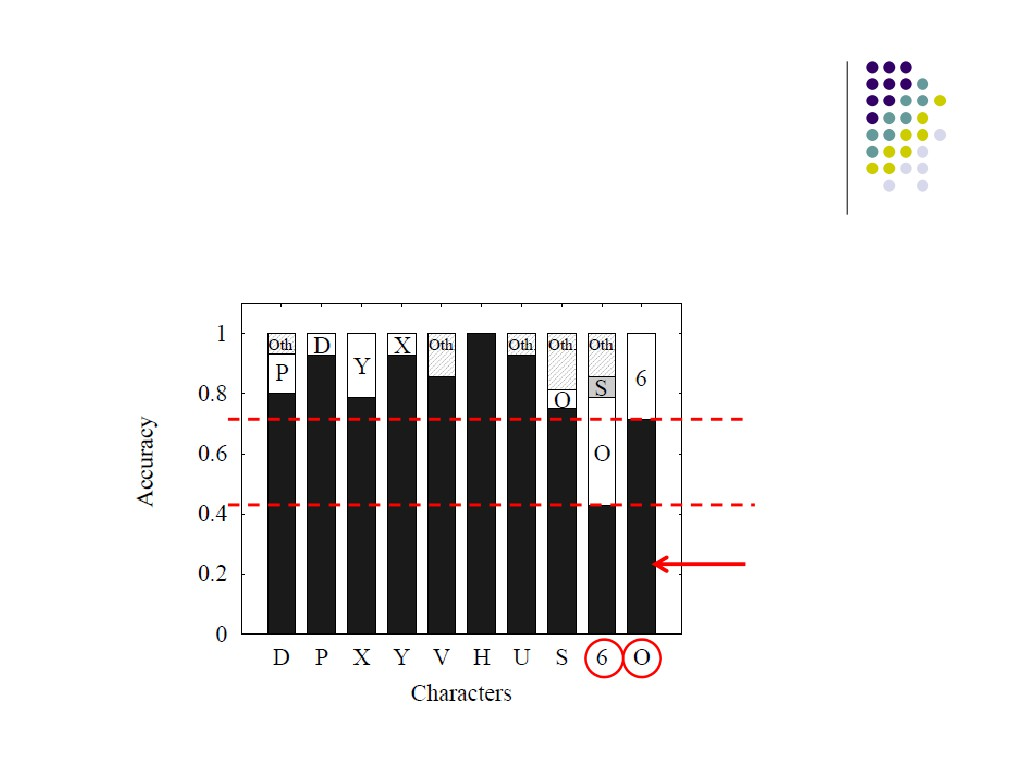 1
0.8
0.6
0.4
0.2
0
Accuracy
Oth.
P
D
Y
X
Oth.
Oth.
Oth.
O
Oth.
S
O
6
D P X Y V H U S 6 O
Characters